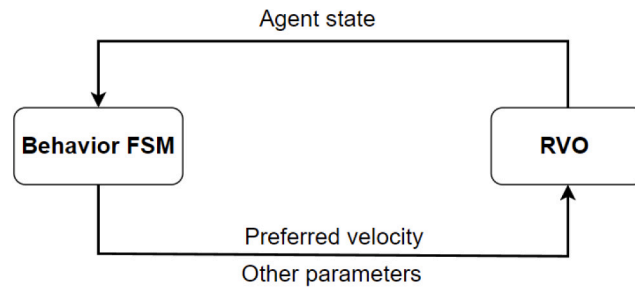 Agent state
Behavior FSM
RVO
Preferred velocity
Other parameters